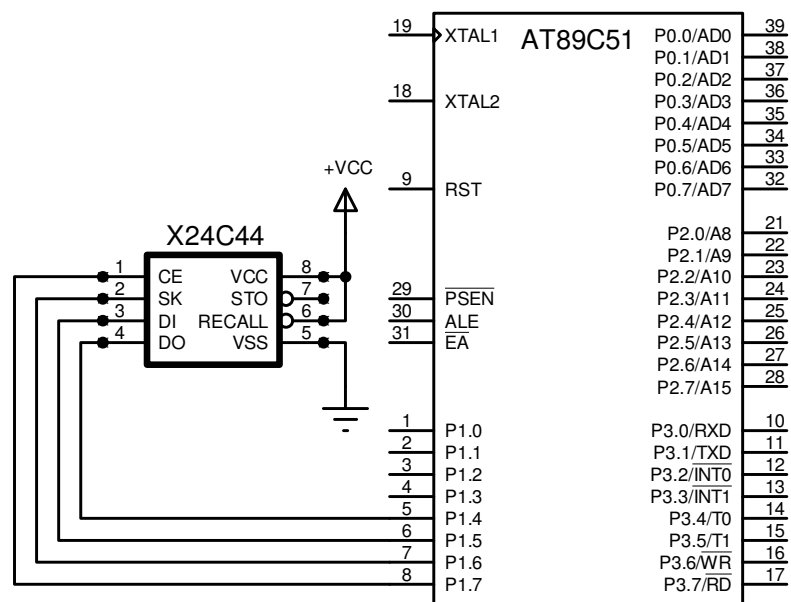 19 XTAL1 AT89C51 P0.0/AD0 39
P0.1/AD1 38
P0.2/AD2 37
18 XTAL2 P0.3/AD3 36
P0.4/AD4 35
P0.5/AD5 34
P0.6/AD6 33
+VCC
9 RST P0.7/AD7 32
X24C44
P2.0/A8 21
P2.1/A9 22
1 CE VCC 8
P2.2/A10 23
2 SK STO 7
29 PSEN P2.3/A11 24
3 DI RECALL 6
30 ALE P2.4/A12 25
4 DO VSS 5
31 EA P2.5/A13 26
P2.6/A14 27
P2.7/A15 28
1 P1.0 P3.0/RXD 10
2 P1.1 P3.1/TXD 11
3 P1.2 P3.2/INT0 12
4 P1.3 P3.3/INT1 13
5 P1.4 P3.4/T0 14
6 P1.5 P3.5/T1 15
7 P1.6 P3.6/WR 16
8 P1.7 P3.7/RD 17